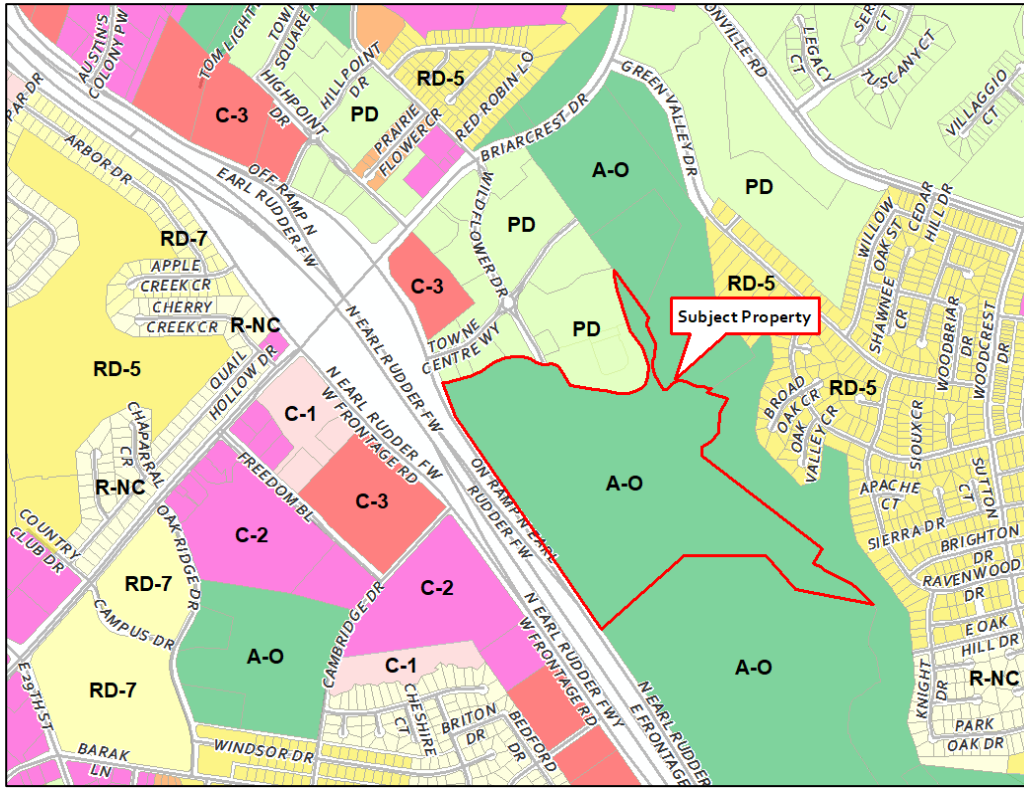 AUSTIN'S
COLONY PW
TOM LIGHT
TOWN
SQUARE
HIGHPOINT
DR
HILLPOINT
DR
RD-5
C-3
PD
PRAIRIE
FLOWER CR
RED ROBIN LO
BRIARCREST DR
ONVILLE RD
GREEN VALLEY DR
LEGACY
CT
SER
CT
TUSCANY CT
VILLAGGIO
CT
PAR DR
ARBOR DR
OFF RAMP N
EARL RUDDER FW
A-O
PD
WILDFLOWER DR
PD
WILLOW
OAK ST
CEDAR
HILL DR
RD-7
APPLE
CREEK CR
CHERRY
CREEK CR
R-NC
QUAIL
HOLLOW DR
C-3
N EARL RUDDER FW
TOWNE
CENTRE WY
PD
RD-5
Subject Property
SHAWNEE
CR
WOODBRIAR
DR
WOODCREST
DR
RD-5
C-1
N EARL RUDDER FW
W FRONTAGE RD
BROAD
OAK CR
OAK
VALLEY CR
RD-5
SIOUX CR
CHAPARRAL
CR
R-NC
FREEDOM BL
C-3
ON RAMP N EARL
RUDDER FW
A-O
APACHE
CT
SUTTON
CT
COUNTRY
CLUB DR
OAK RIDGE DR
C-2
SIERRA DR
BRIGHTON
DR
RAVENWOOD
DR
RD-7
CAMPUS DR
CAMBRIDGE DR
C-2
N EARL RUDDER FWY
W FRONTAGE RD
E OAK
HILL DR
A-O
C-1
A-O
R-NC
E 29TH ST
RD-7
CHESHIRE
CT
BRITON
DR
BEDFORD
DR
N EARL RUDDER
E FRONTAGE
KNIGHT
DR
PARK
OAK DR
BARAK
LN
WINDSOR DR